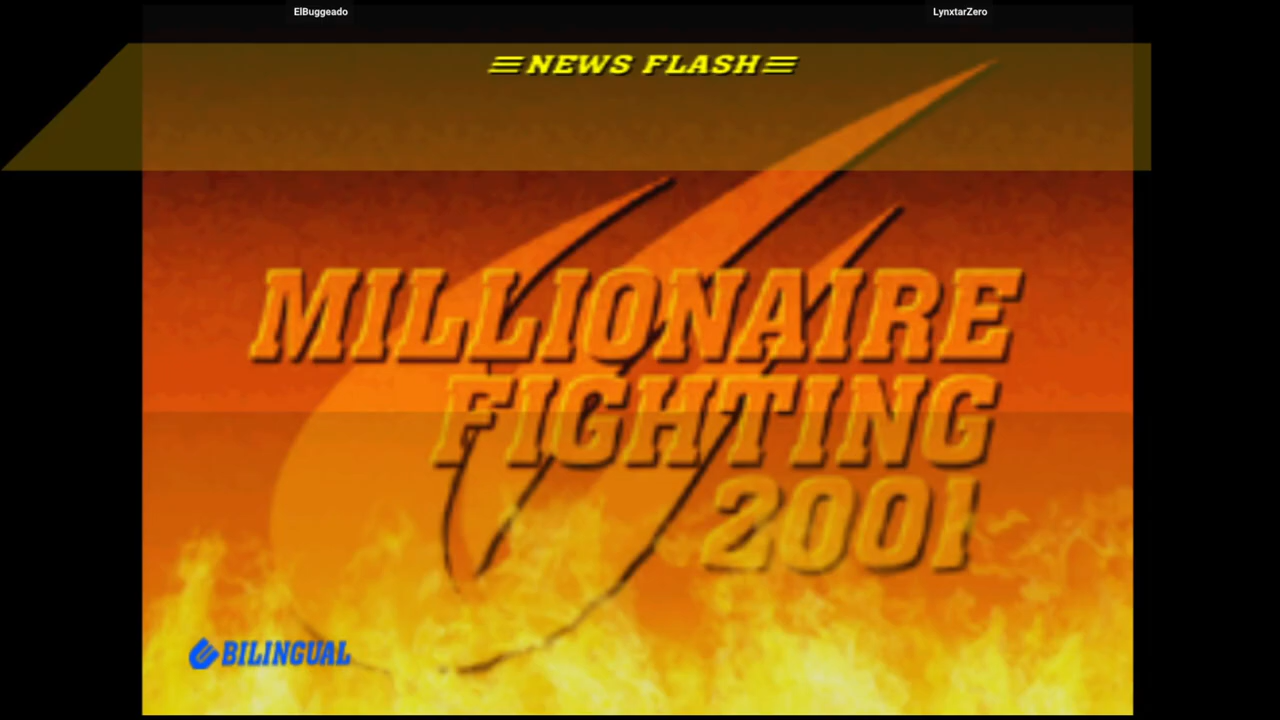 ElBuggeado
LynxtarZero
NEWS FLASH
MILLIONAIRE
FIGHTING
2001
BILINGUAL